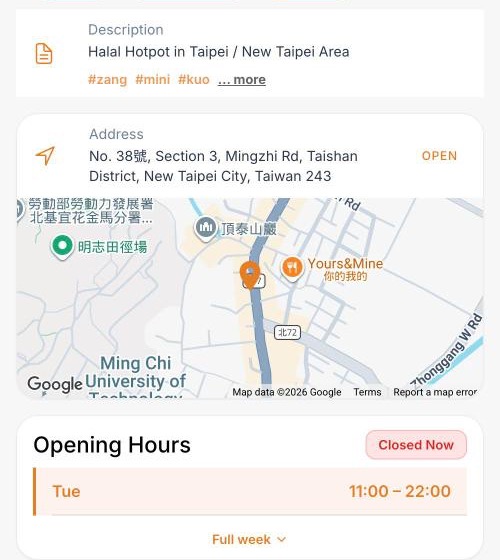 Description
Halal Hotpot in Taipei / New Taipei Area
#zang #mini #kuo ... more
Address
No. 38號, Section 3, Mingzhi Rd, Taishan
District, New Taipei City, Taiwan 243
OPEN
勞動部勞動力發展署
北基宜花金馬分署...
頂泰山巖
明志田徑場
Yours&Mine
你的我的
北72
Zhonggang W Rd
Ming Chi
University of
Technology
Google
Map data ©2026 Google Terms Report a map error
Opening Hours
Closed Now
Tue 11:00 – 22:00
Full week